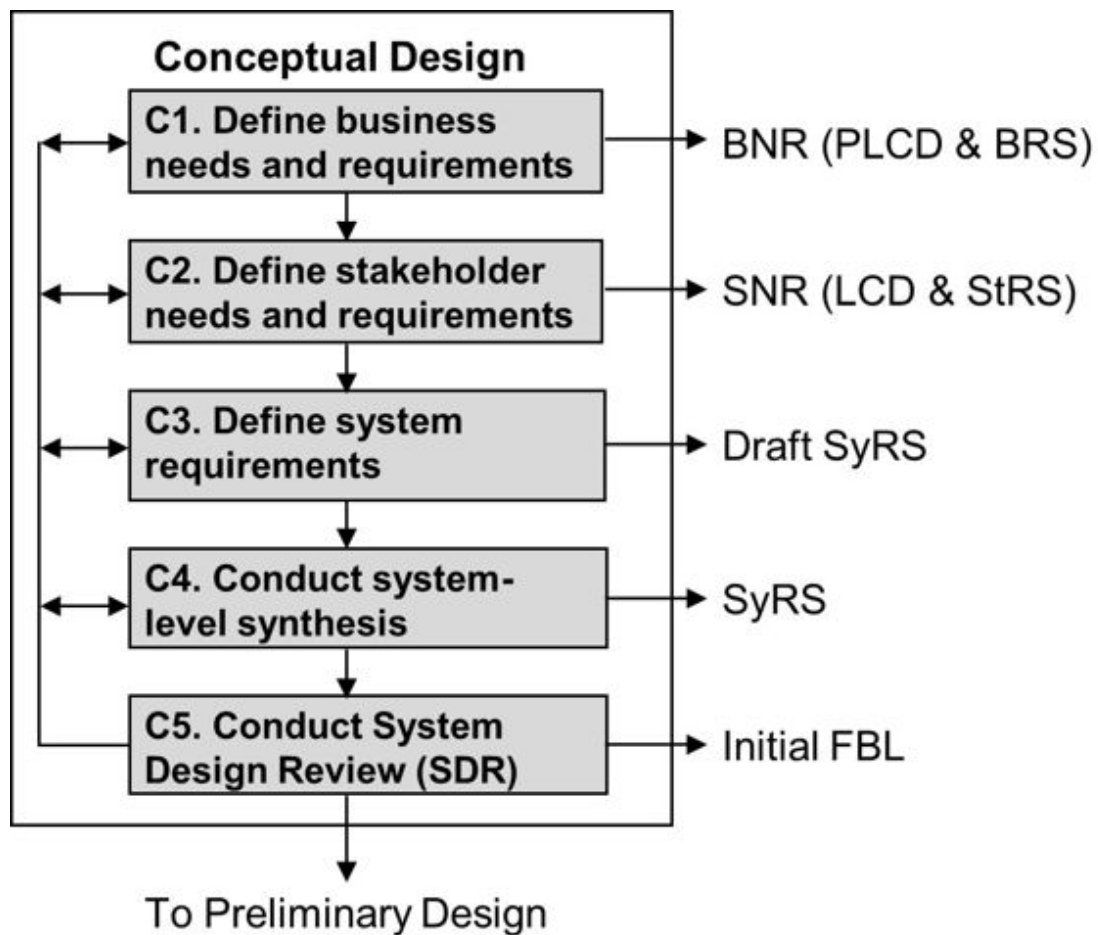 Conceptual Design
C1. Define business
needs and requirements
BNR (PLCD & BRS)
C2. Define stakeholder
needs and requirements
SNR (LCD & StRS)
C3. Define system
requirements
Draft SyRS
C4. Conduct system-
level synthesis
SyRS
C5. Conduct System
Design Review (SDR)
Initial FBL
To Preliminary Design